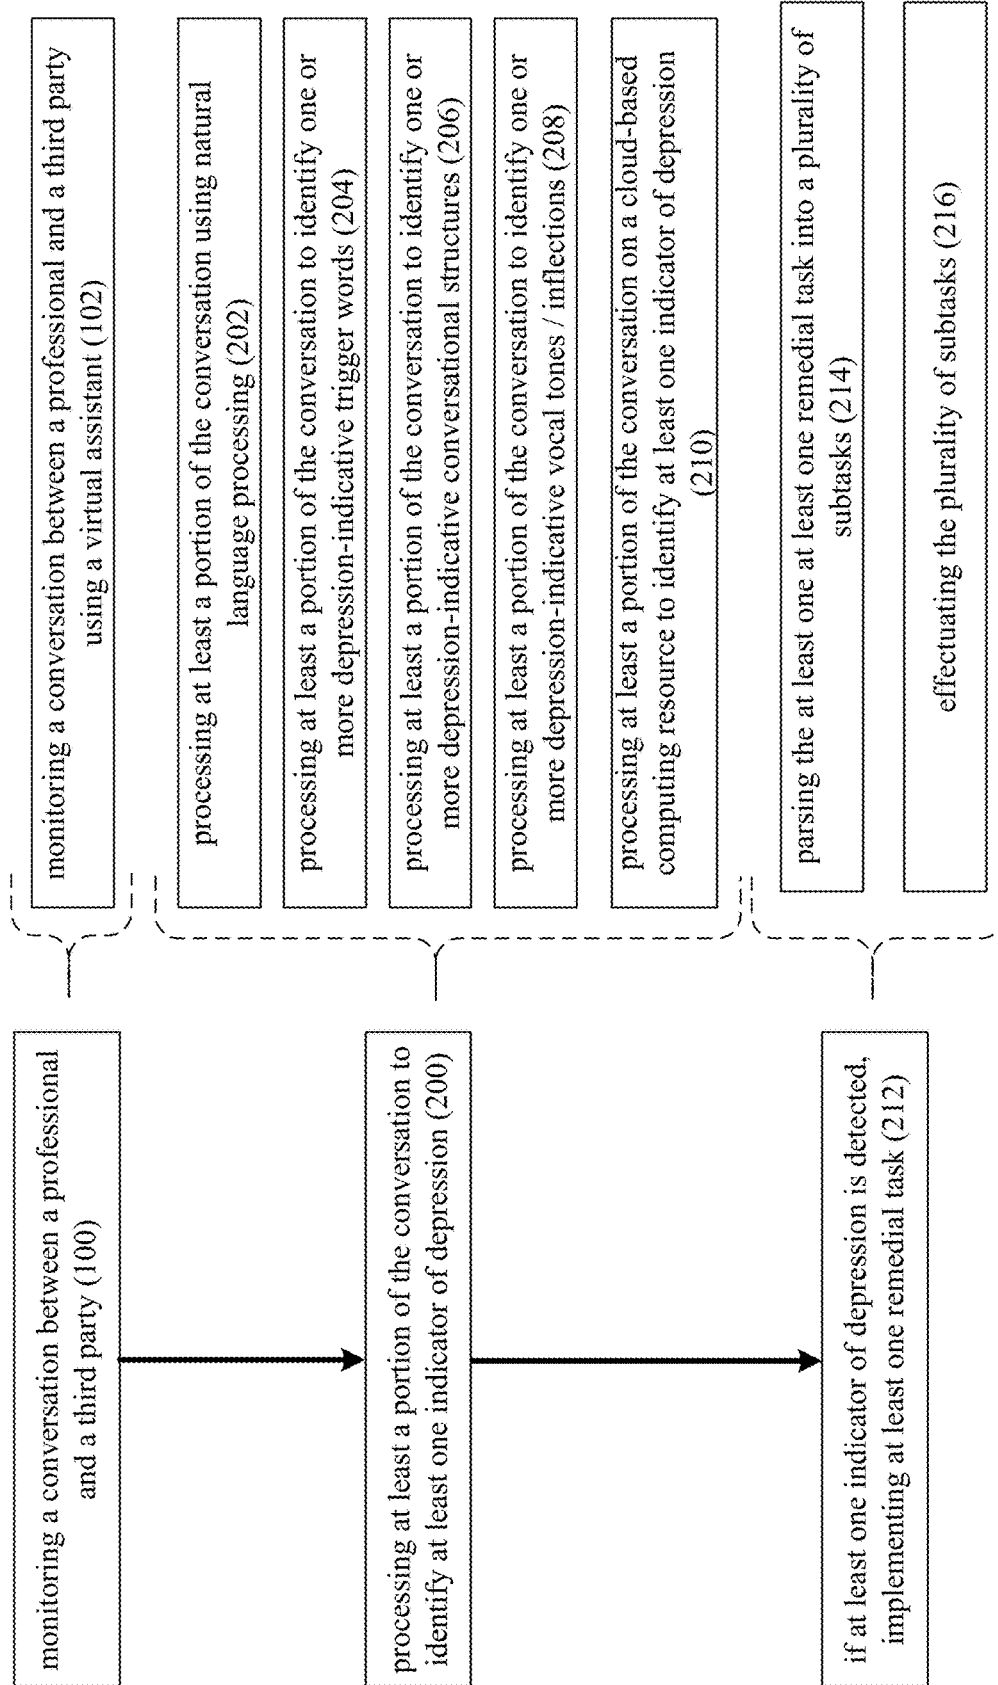 monitoring a conversation between a professional
and a third party (100)
monitoring a conversation between a professional and a third party
using a virtual assistant (102)
processing at least a portion of the conversation to
identify at least one indicator of depression (200)
processing at least a portion of the conversation using natural
language processing (202)
processing at least a portion of the conversation to identify one or
more depression-indicative trigger words (204)
processing at least a portion of the conversation to identify one or
more depression-indicative conversational structures (206)
processing at least a portion of the conversation to identify one or
more depression-indicative vocal tones / inflections (208)
processing at least a portion of the conversation on a cloud-based
computing resource to identify at least one indicator of depression
(210)
if at least one indicator of depression is detected,
implementing at least one remedial task (212)
parsing the at least one at least one remedial task into a plurality of
subtasks (214)
effectuating the plurality of subtasks (216)